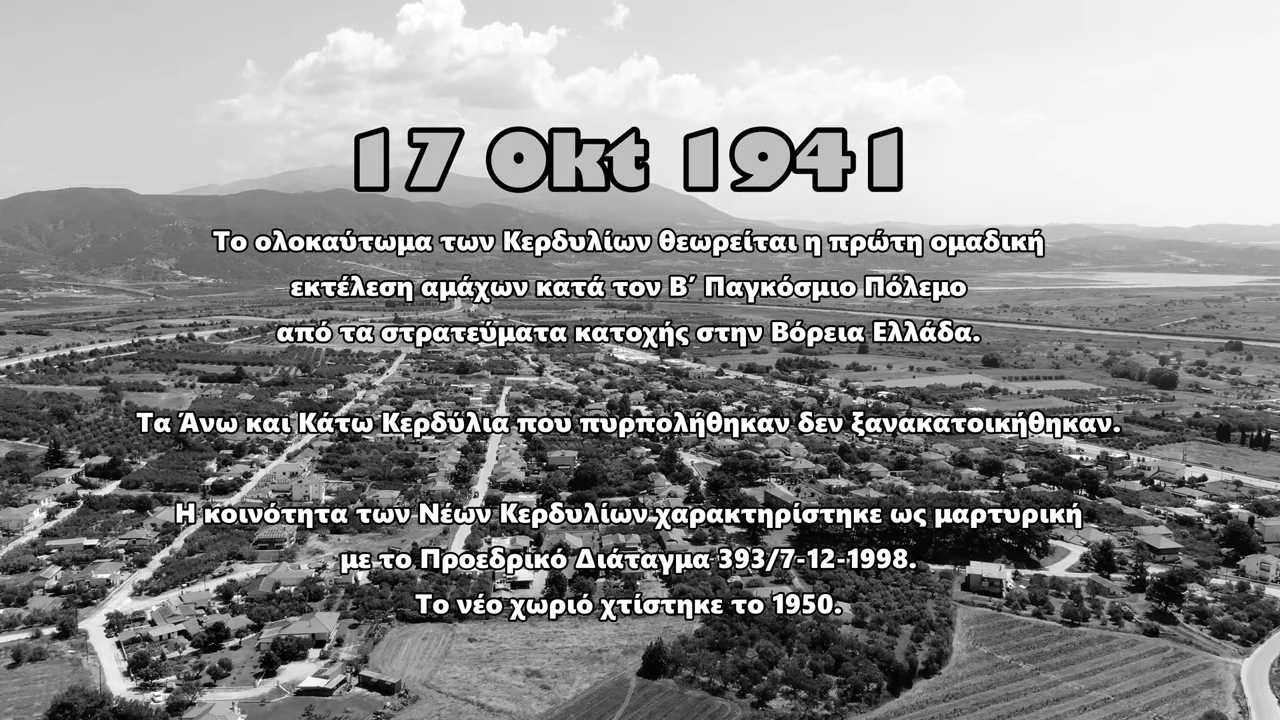 17 Οκτ 1941
Το ολοκαύτωμα των Κερδυλίων θεωρείται η πρώτη ομαδική
εκτέλεση αμάχων κατά τον Β΄ Παγκόσμιο Πόλεμο
από τα στρατεύματα κατοχής στην Βόρεια Ελλάδα.
Τα Άνω και Κάτω Κερδύλια που πυρπολήθηκαν δεν ξανακατοικήθηκαν.
Η κοινότητα των Νέων Κερδυλίων χαρακτηρίστηκε ως μαρτυρική
με το Προεδρικό Διάταγμα 393/7-12-1998.
Το νέο χωριό χτίστηκε το 1950.